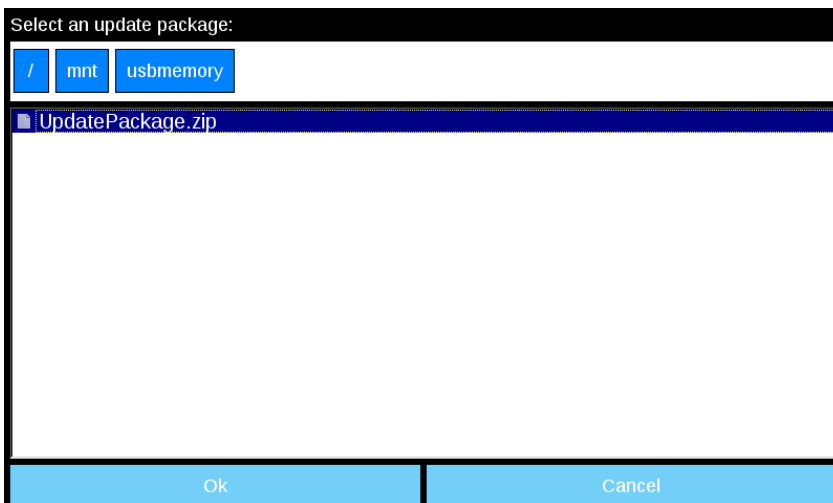 Select an update package:
/ mnt usbmemory
UpdatePackage.zip
Ok Cancel